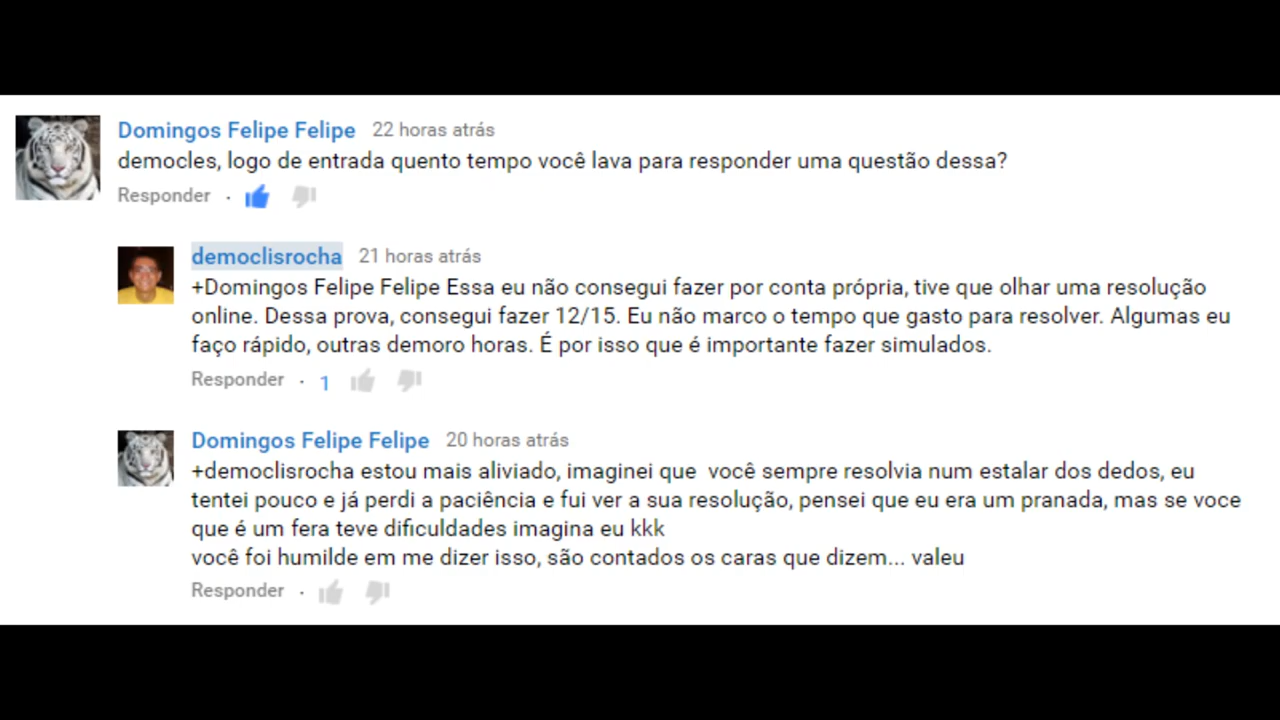 Domingos Felipe Felipe 22 horas atrás
democles, logo de entrada quento tempo você lava para responder uma questão dessa?
Responder ·
democlisrocha 21 horas atrás
+Domingos Felipe Felipe Essa eu não consegui fazer por conta própria, tive que olhar uma resolução
online. Dessa prova, consegui fazer 12/15. Eu não marco o tempo que gasto para resolver. Algumas eu
faço rápido, outras demoro horas. É por isso que é importante fazer simulados.
Responder · 1
Domingos Felipe Felipe 20 horas atrás
+democlisrocha estou mais aliviado, imaginei que  você sempre resolvia num estalar dos dedos, eu
tentei pouco e já perdi a paciência e fui ver a sua resolução, pensei que eu era um pranada, mas se voce
que é um fera teve dificuldades imagina eu kkk
você foi humilde em me dizer isso, são contados os caras que dizem... valeu
Responder ·